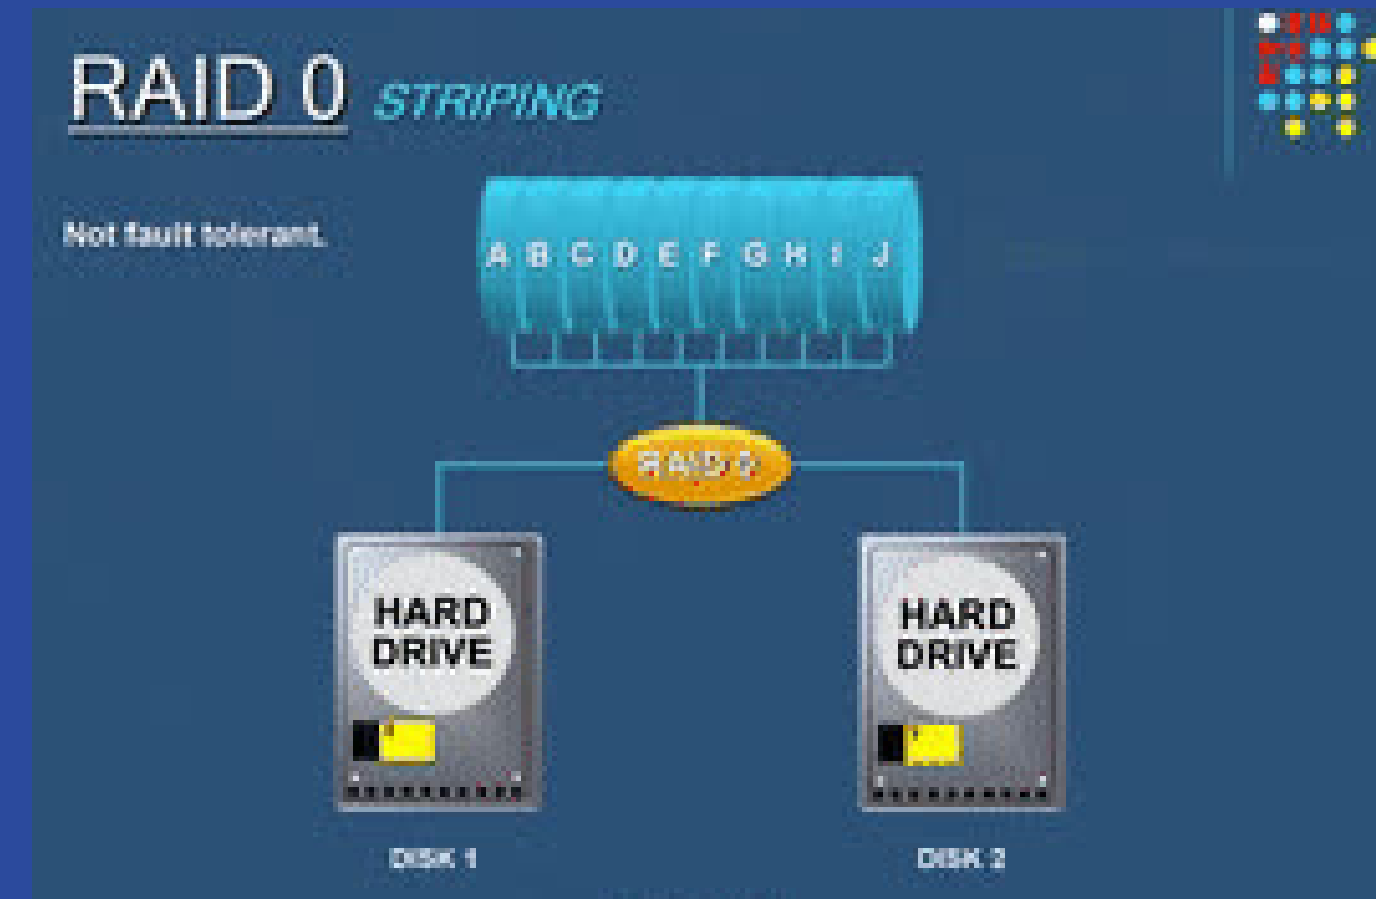 RAID 0 STRIPING
Not fault tolerant.
A B C D E F G H I J
RAID 0
HARD DRIVE
HARD DRIVE
DISK 1
DISK 2